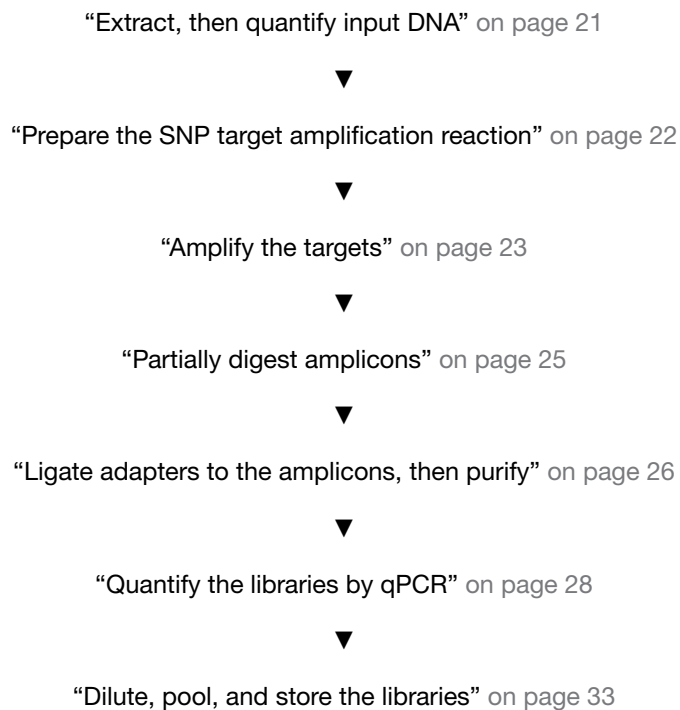 “Extract, then quantify input DNA” on page 21
“Prepare the SNP target amplification reaction” on page 22
“Amplify the targets” on page 23
“Partially digest amplicons” on page 25
“Ligate adapters to the amplicons, then purify” on page 26
“Quantify the libraries by qPCR” on page 28
“Dilute, pool, and store the libraries” on page 33